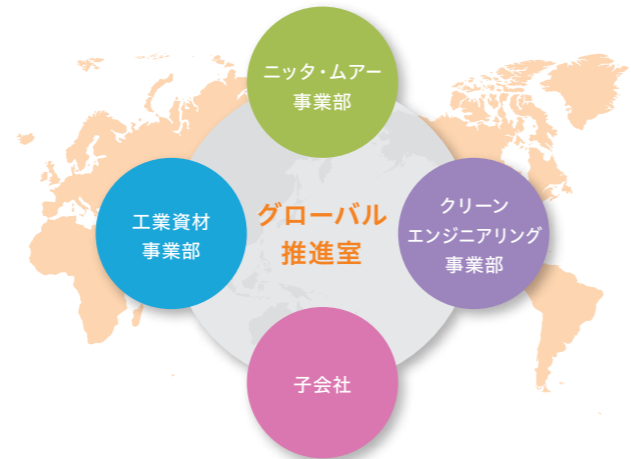 ニッタ・ムアー
事業部
工業資材
事業部
グローバル
推進室
クリーン
エンジニアリング
事業部
子会社